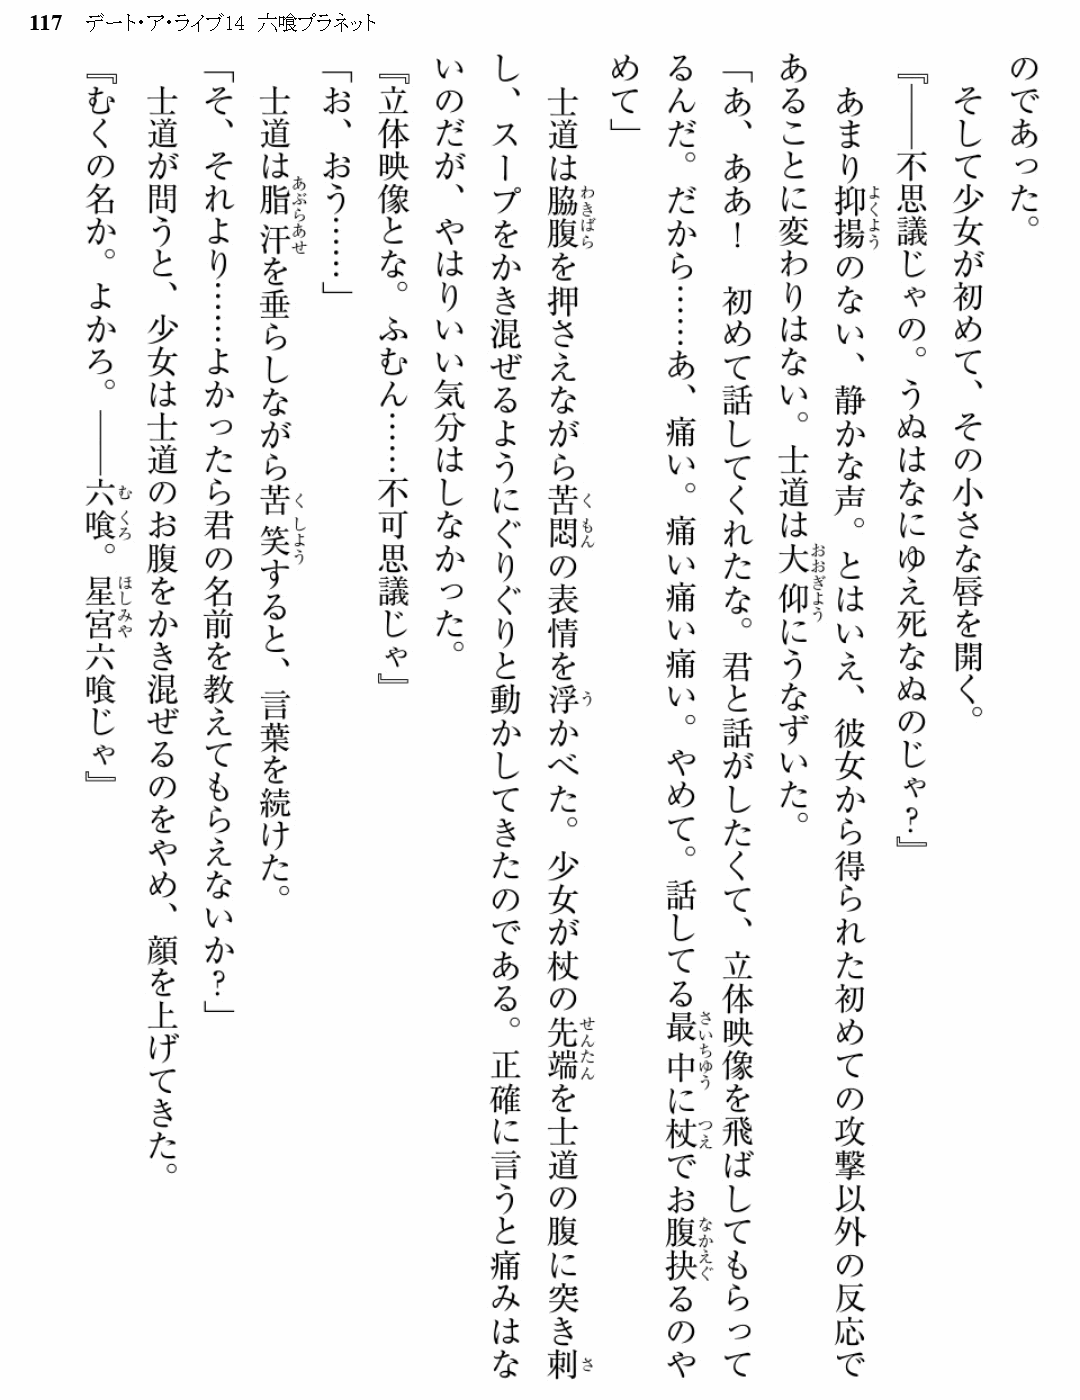 117 デート・ア・ライブ14 六喰プラネット
のであった。
そして少女が初めて、その小さな唇を開く。
『――不思議じゃの。うぬはなにゆえ死なぬのじゃ?』
あまり抑揚のない、静かな声。とはいえ、彼女から得られた初めての攻撃以外の反応で
あることに変わりはない。士道は大仰にうなずいた。
「あ、ああ! 初めて話してくれたな。君と話がしたくて、立体映像を飛ばしてもらって
るんだ。だから……あ、痛い。痛い痛い痛い。やめて。話してる最中に杖でお腹抉るのや
めて」
士道は脇腹を押さえながら苦悶の表情を浮かべた。少女が杖の先端を士道の腹に突き刺
し、スープをかき混ぜるようにぐりぐりと動かしてきたのである。正確に言うと痛みはな
いのだが、やはりいい気分はしなかった。
『立体映像とな。ふむん……不可思議じゃ』
「お、おう……」
士道は脂汗を垂らしながら苦笑すると、言葉を続けた。
「そ、それより……よかったら君の名前を教えてもらえないか?」
士道が問うと、少女は士道のお腹をかき混ぜるのをやめ、顔を上げてきた。
『むくの名か。よかろ。――六喰。星宮六喰じゃ』